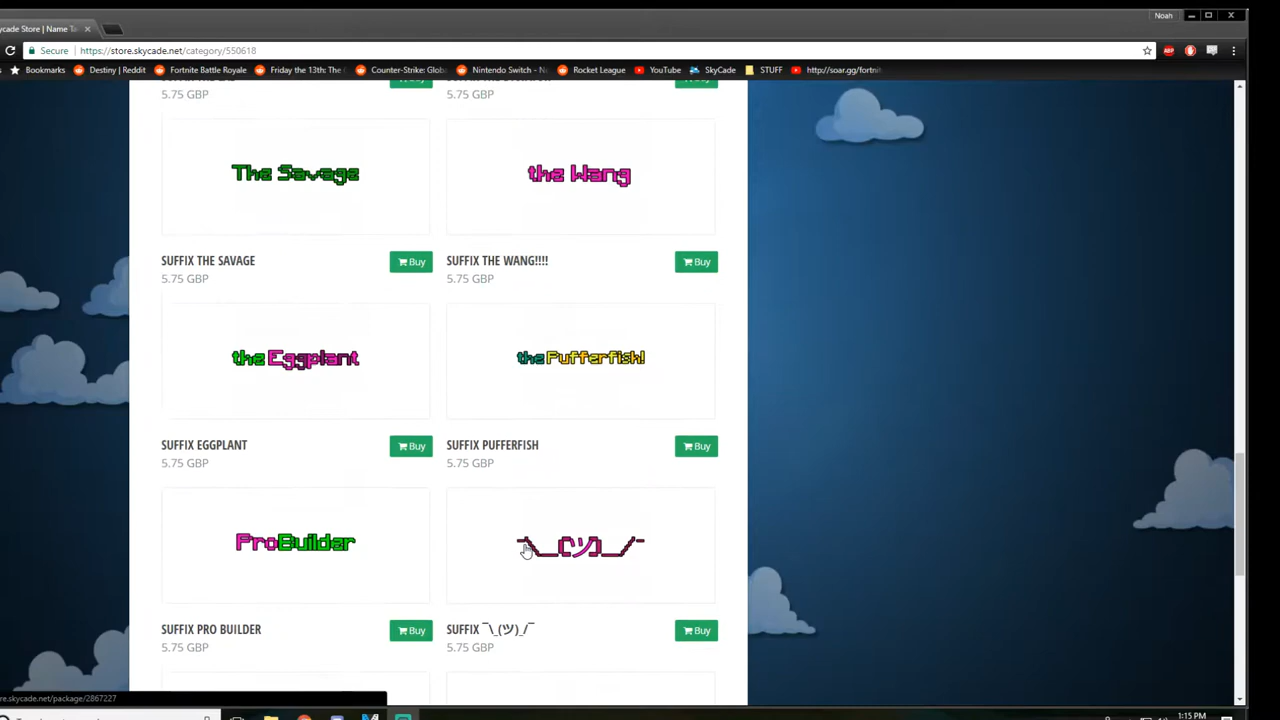 Noah
ycade Store | Name Ta
Secure https://store.skycade.net/category/550618
Bookmarks Destiny | Reddit Fortnite Battle Royale Friday the 13th: The Counter-Strike: Glob Nintendo Switch - N Rocket League YouTube SkyCade STUFF http://soar.gg/fortnit
5.75 GBP 5.75 GBP
The Savage the Wang
SUFFIX THE SAVAGE Buy SUFFIX THE WANG!!!! Buy
5.75 GBP 5.75 GBP
the Eggplant the Pufferfish!
SUFFIX EGGPLANT Buy SUFFIX PUFFERFISH Buy
5.75 GBP 5.75 GBP
ProBuilder ¯\_(ツ)_/¯
SUFFIX PRO BUILDER Buy SUFFIX ¯\_(ツ)_/¯ Buy
5.75 GBP 5.75 GBP
re.skycade.net/package/2867227
1:15 PM